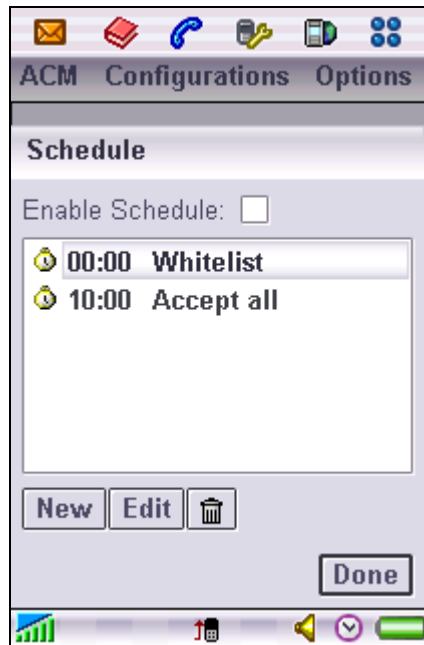 ACM Configurations Options
Schedule
Enable Schedule:
00:00 Whitelist
10:00 Accept all
New Edit
Done